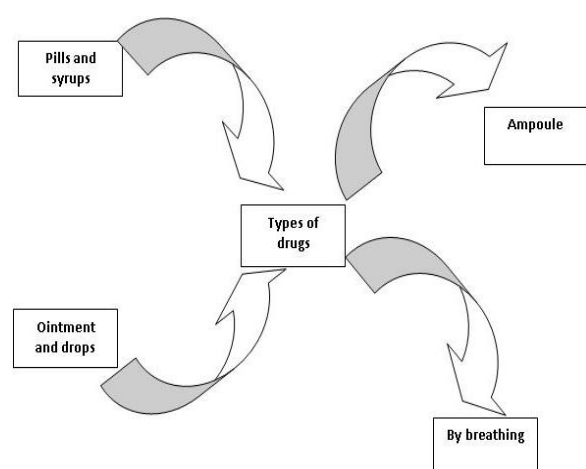 Pills and
syrups
Ampoule
Types of
drugs
Ointment
and drops
By breathing